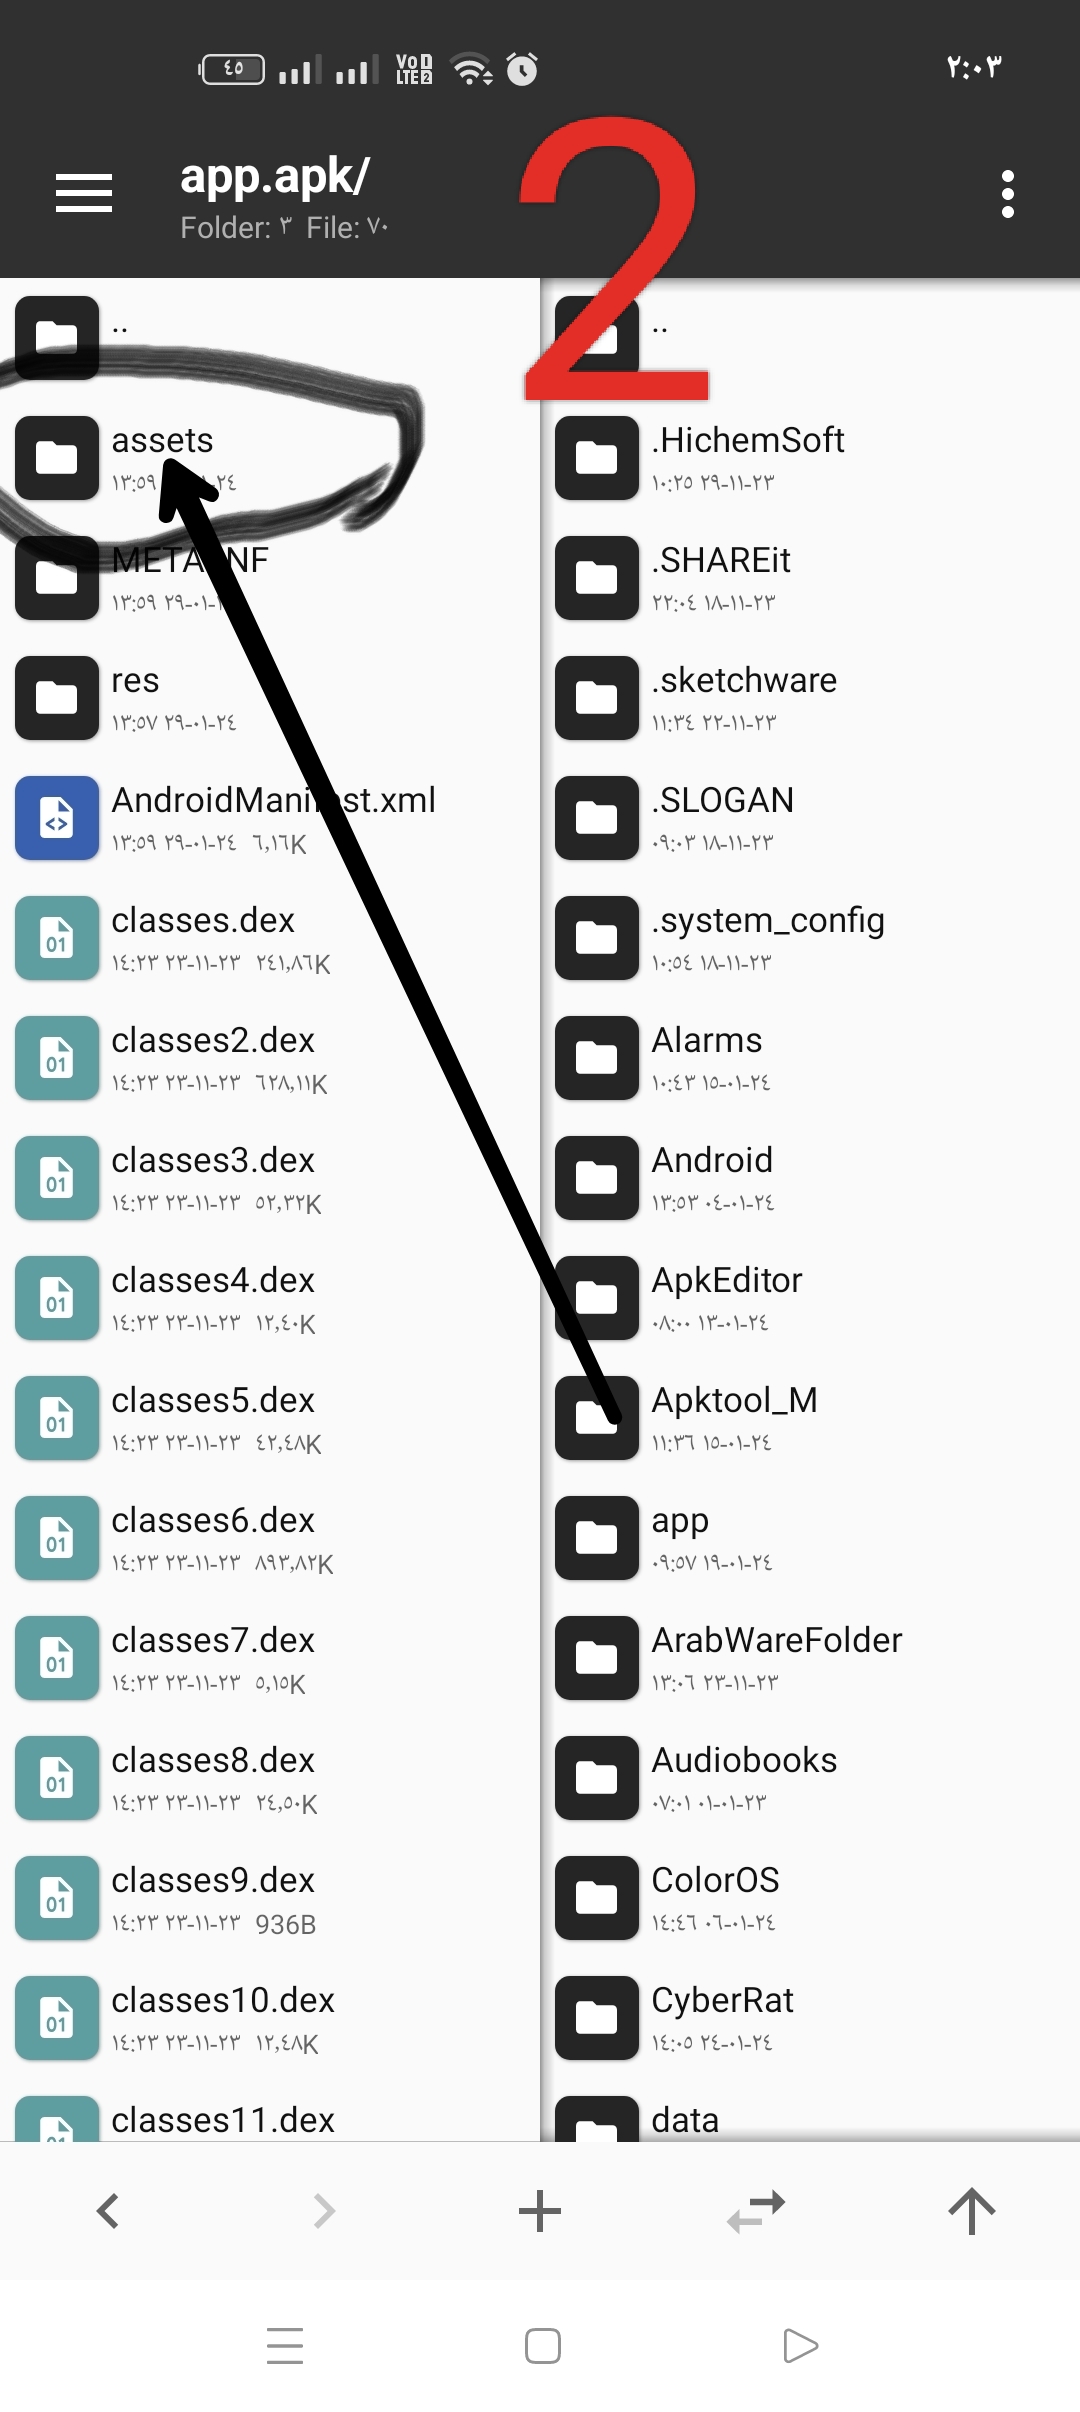 ٤٥ Vo LTE D 2 ٢:٠٣
app.apk/
Folder: ٣ File: ٧٠
2
..
assets
١٣:٥٩ -٢٤
META NF
١٣:٥٩ ٢٩-٠١-
res
١٣:٥٧ ٢٩-٠١-٢٤
AndroidManifest.xml
١٣:٥٩ ٢٩-٠١-٢٤ ٦,١٦K
classes.dex
١٤:٢٣ ٢٣-١١-٢٣ ٢٤١,٨٦K
classes2.dex
١٤:٢٣ ٢٣-١١-٢٣ ٦٢٨,١١K
classes3.dex
١٤:٢٣ ٢٣-١١-٢٣ ٥٢,٣٢K
classes4.dex
١٤:٢٣ ٢٣-١١-٢٣ ١٢,٤٠K
classes5.dex
١٤:٢٣ ٢٣-١١-٢٣ ٤٢,٤٨K
classes6.dex
١٤:٢٣ ٢٣-١١-٢٣ ٨٩٣,٨٢K
classes7.dex
١٤:٢٣ ٢٣-١١-٢٣ ٥,١٥K
classes8.dex
١٤:٢٣ ٢٣-١١-٢٣ ٢٤,٥٠K
classes9.dex
١٤:٢٣ ٢٣-١١-٢٣ 936B
classes10.dex
١٤:٢٣ ٢٣-١١-٢٣ ١٢,٤٨K
classes11.dex
..
.HichemSoft
١٠:٢٥ ٢٩-١١-٢٣
.SHAREit
٢٢:٠٤ ١٨-١١-٢٣
.sketchware
١١:٣٤ ٢٢-١١-٢٣
.SLOGAN
٠٩:٠٣ ١٨-١١-٢٣
.system_config
١٠:٥٤ ١٨-١١-٢٣
Alarms
١٠:٤٣ ١٥-٠١-٢٤
Android
١٣:٥٣ ٠٤-٠١-٢٤
ApkEditor
٠٨:٠٠ ١٣-٠١-٢٤
Apktool_M
١١:٣٦ ١٥-٠١-٢٤
app
٠٩:٥٧ ١٩-٠١-٢٤
ArabWareFolder
١٣:٠٦ ٢٣-١١-٢٣
Audiobooks
٠٧:٠١ ٠١-٠١-٢٣
ColorOS
١٤:٤٦ ٠٦-٠١-٢٤
CyberRat
١٤:٠٥ ٢٤-٠١-٢٤
data